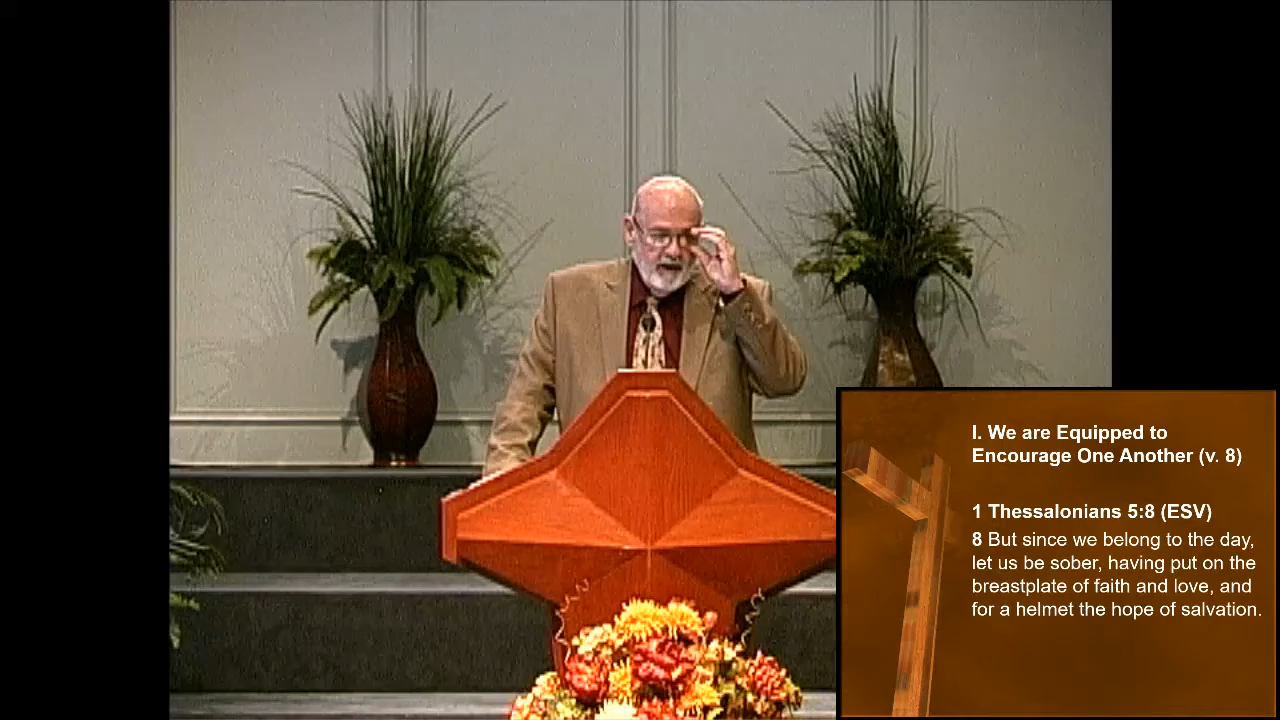 I. We are Equipped to
Encourage One Another (v. 8)
1 Thessalonians 5:8 (ESV)
8 But since we belong to the day,
let us be sober, having put on the
breastplate of faith and love, and
for a helmet the hope of salvation.